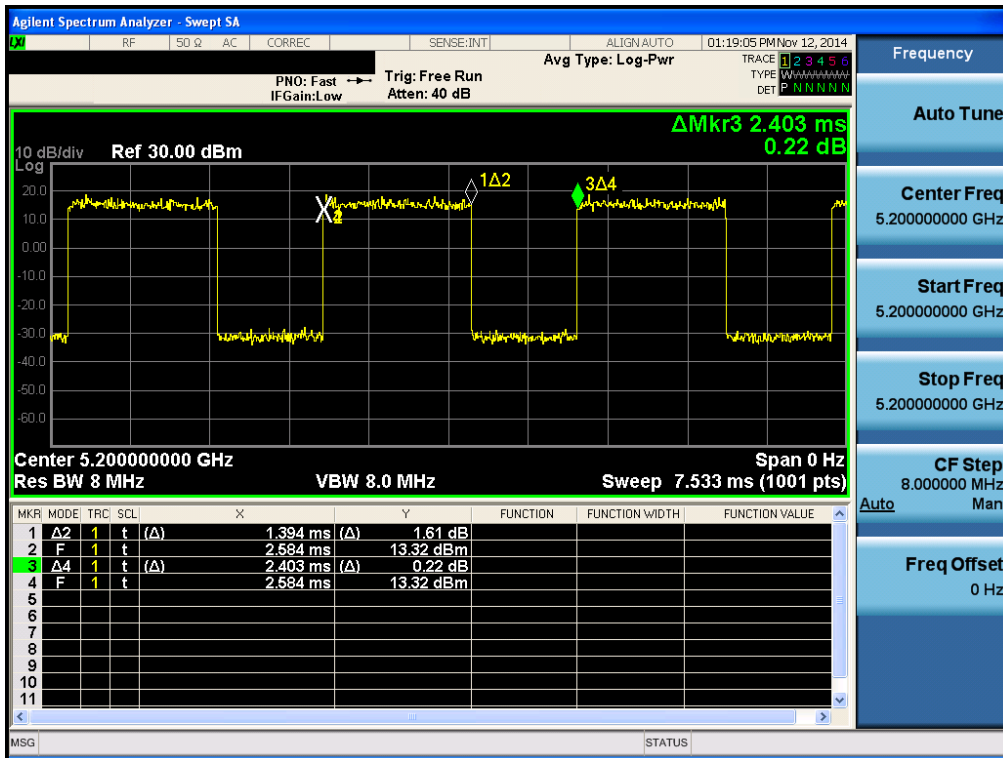 Agilent Spectrum Analyzer - Swept SA
LXI RF 50 Ω AC CORREC SENSE:INT ALIGN AUTO 01:19:05 PM Nov 12, 2014
Frequency
Avg Type: Log-Pwr TRACE 1 2 3 4 5 6
PNO: Fast Trig: Free Run TYPE W
IFGain:Low Atten: 40 dB DET P N N N N N
Auto Tune
ΔMkr3 2.403 ms
0.22 dB
10 dB/div Ref 30.00 dBm
Log
20.0
10.0
0.00
-10.0
-20.0
-30.0
-40.0
-50.0
-60.0
1Δ2
3Δ4
Center Freq
5.200000000 GHz
Start Freq
5.200000000 GHz
Stop Freq
5.200000000 GHz
Center 5.200000000 GHz Span 0 Hz
Res BW 8 MHz VBW 8.0 MHz Sweep 7.533 ms (1001 pts)
CF Step
8.000000 MHz
Auto Man
Freq Offset
0 Hz
MKR MODE TRC SCL X Y FUNCTION FUNCTION WIDTH FUNCTION VALUE
1 Δ2 1 t (Δ) 1.394 ms (Δ) 1.61 dB
2 F 1 t 2.584 ms 13.32 dBm
3 Δ4 1 t (Δ) 2.403 ms (Δ) 0.22 dB
4 F 1 t 2.584 ms 13.32 dBm
5
6
7
8
9
10
11
MSG STATUS